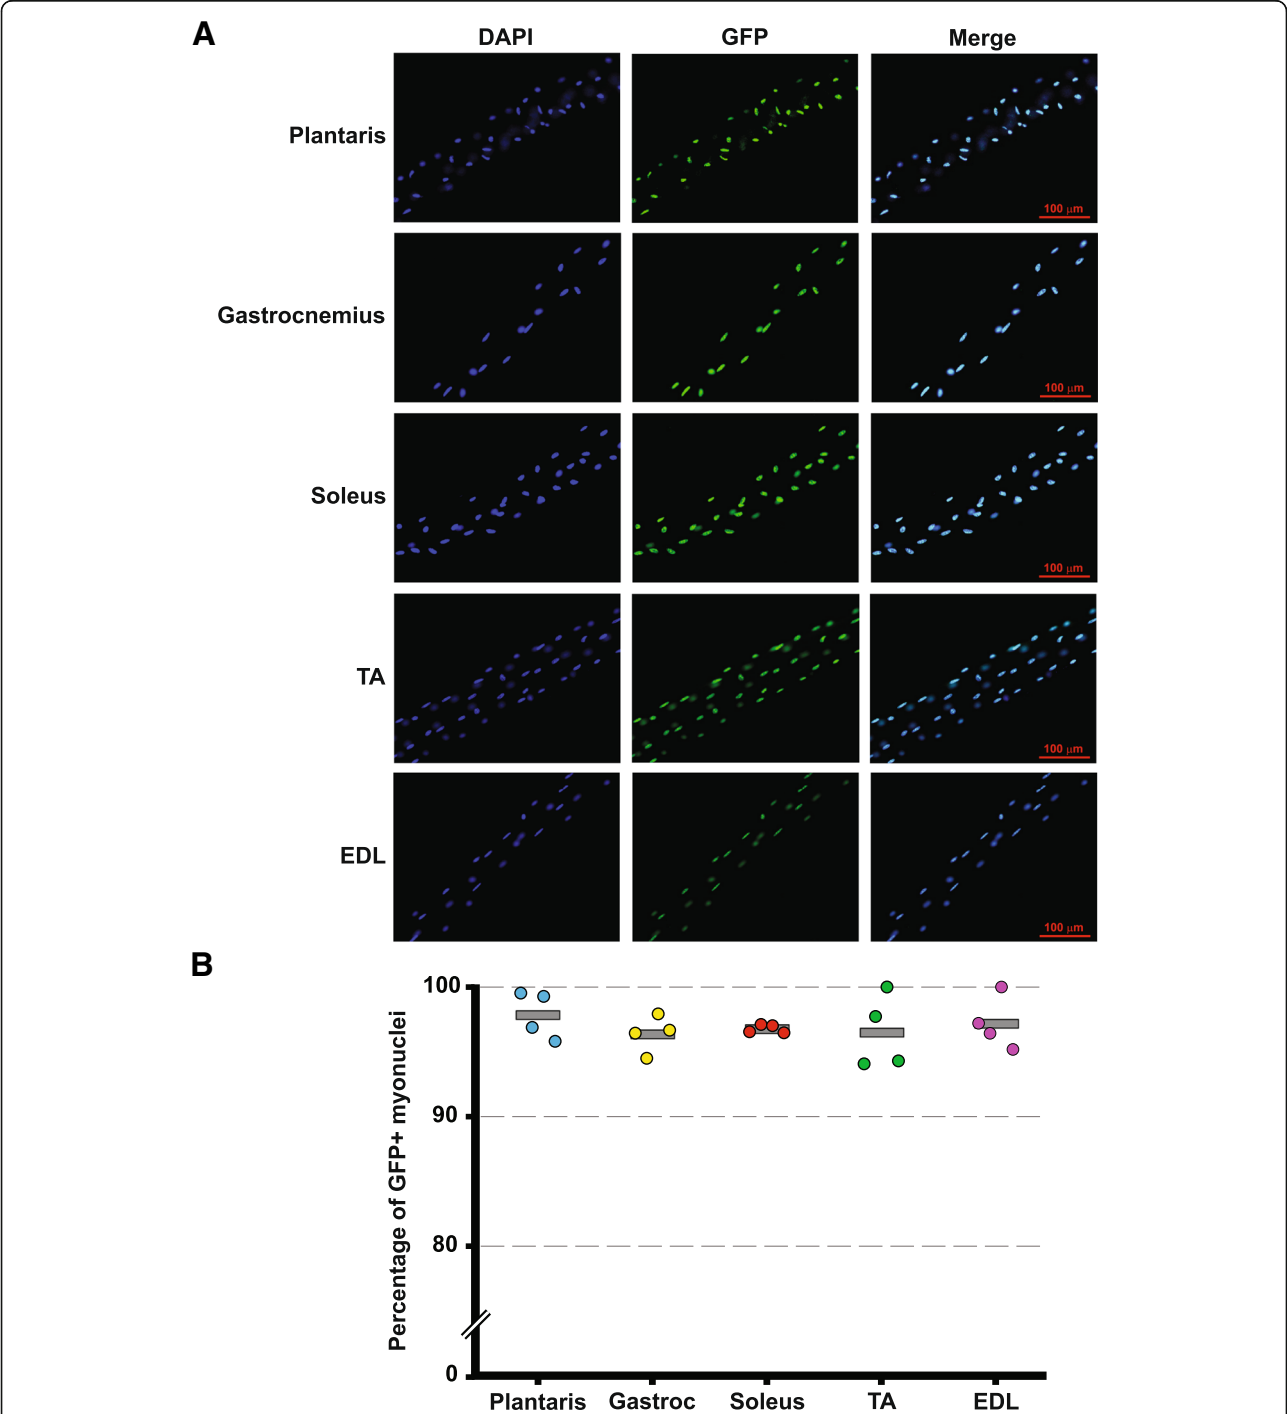 A
DAPI GFP Merge
Plantaris
100 μm
Gastrocnemius
100 μm
Soleus
100 μm
TA
100 μm
EDL
100 μm
B
Percentage of GFP+ myonuclei
100
90
80
0
Plantaris Gastroc Soleus TA EDL